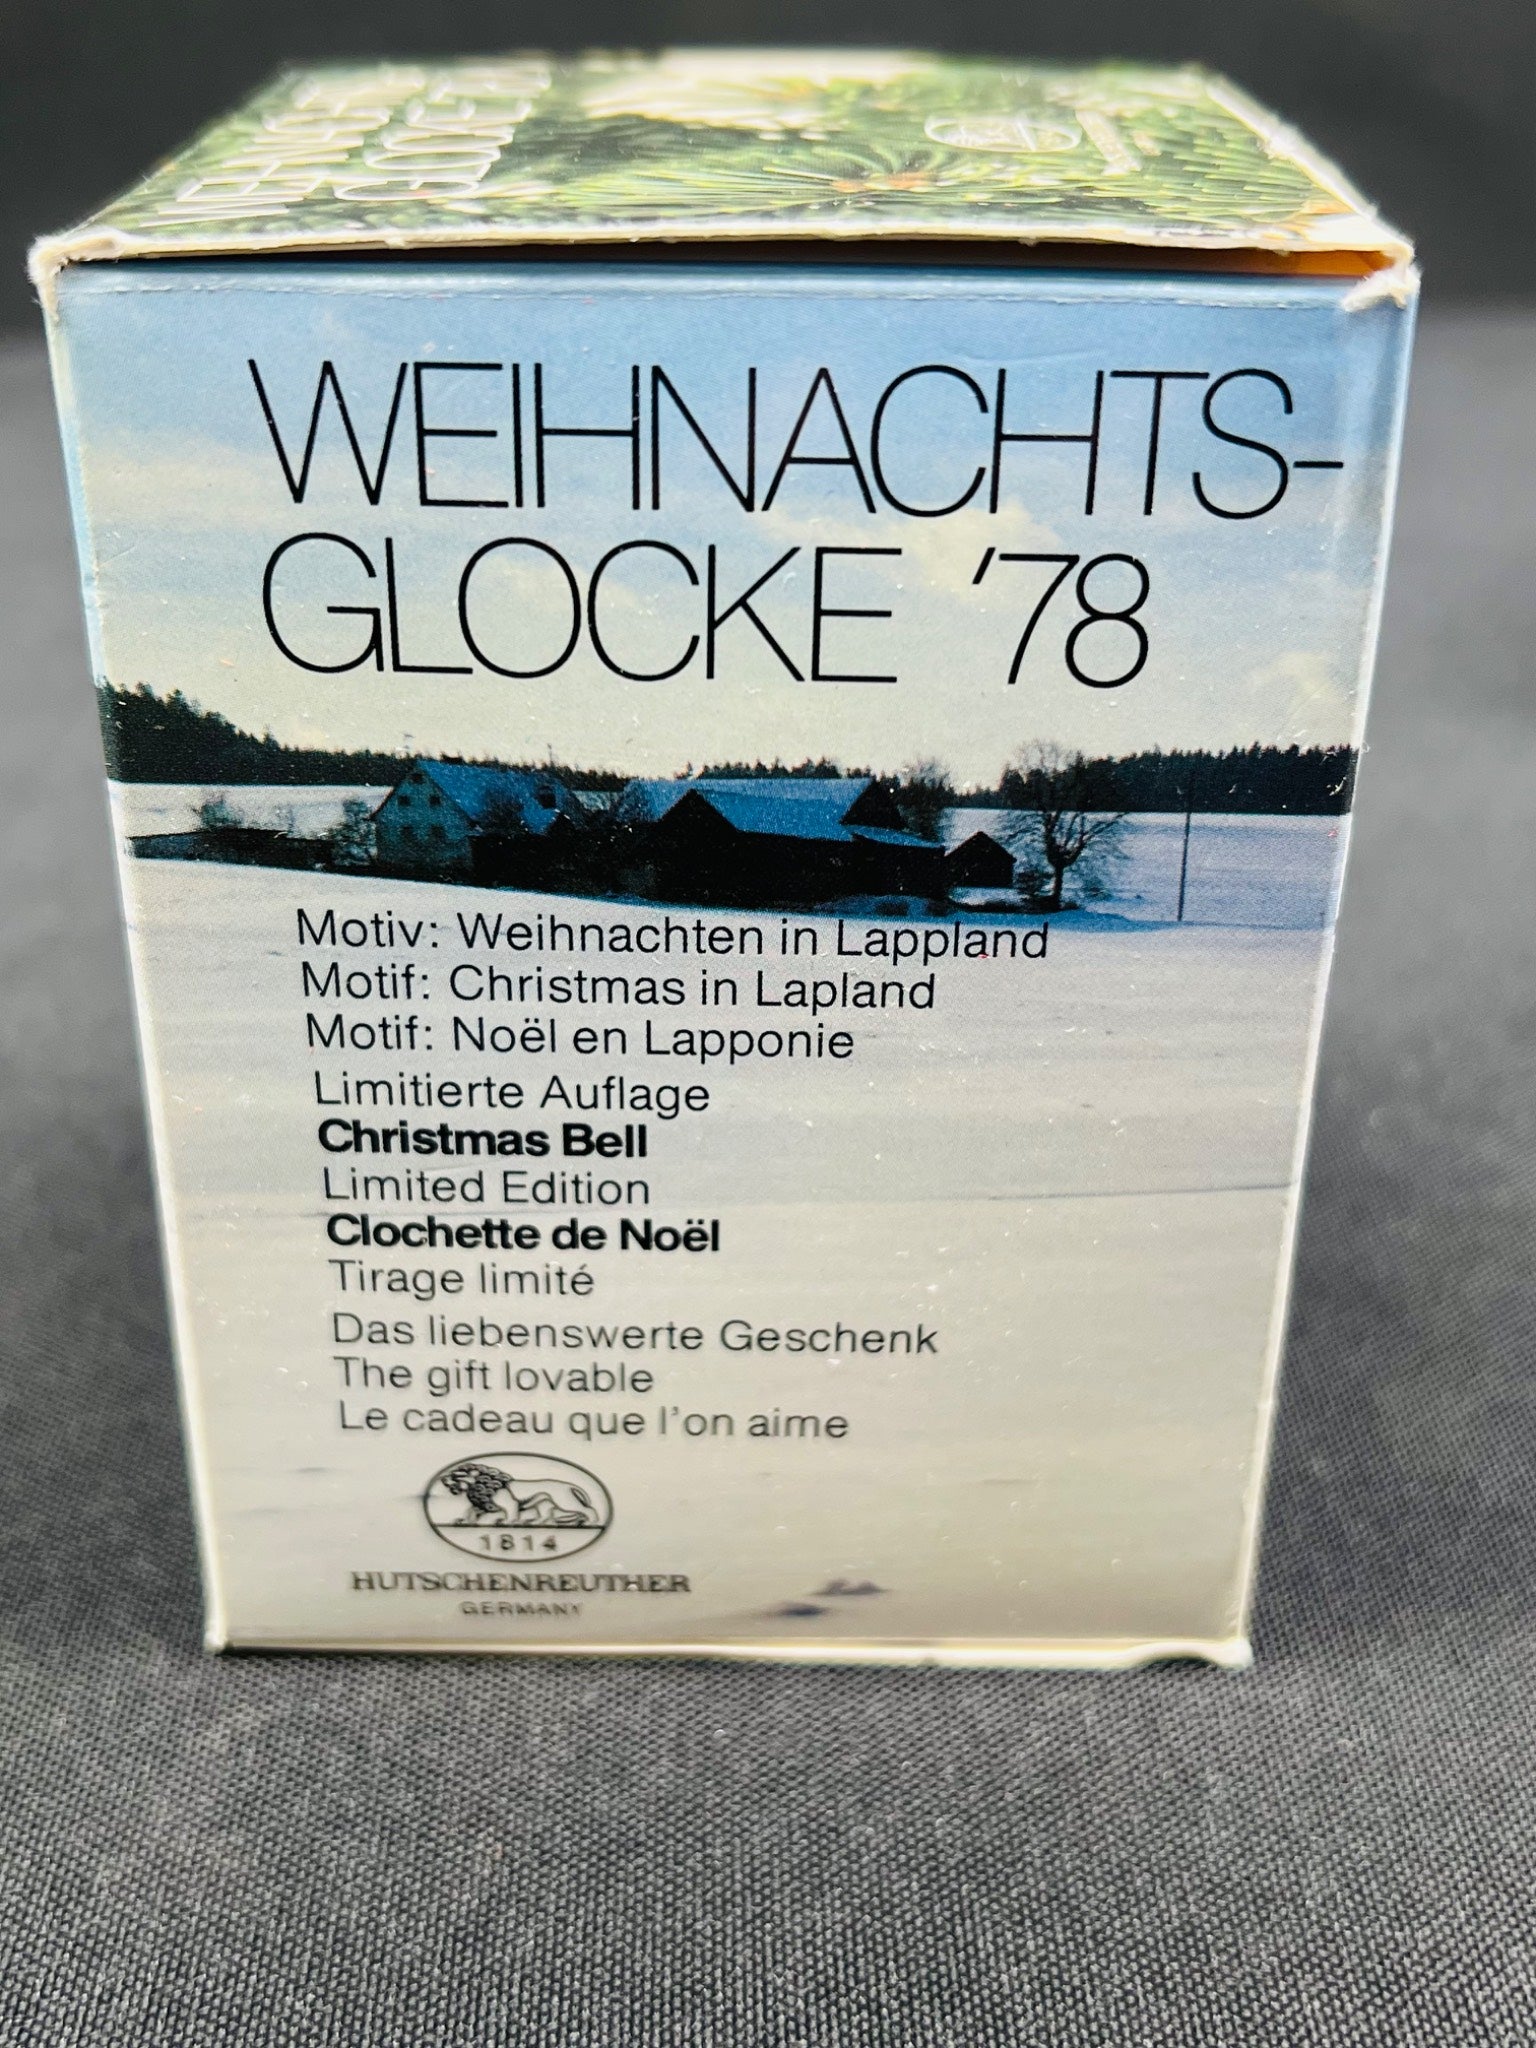 WEIHNACHTS-
GLOCKE
WEIHNACHTS-
GLOCKE '78
Motiv: Weihnachten in Lappland
Motif: Christmas in Lapland
Motif: Noël en Lapponie
Limitierte Auflage
Christmas Bell
Limited Edition
Clochette de Noël
Tirage limité
Das liebenswerte Geschenk
The gift lovable
Le cadeau que l'on aime
1814
HUTSCHENREUTHER
GERMANY